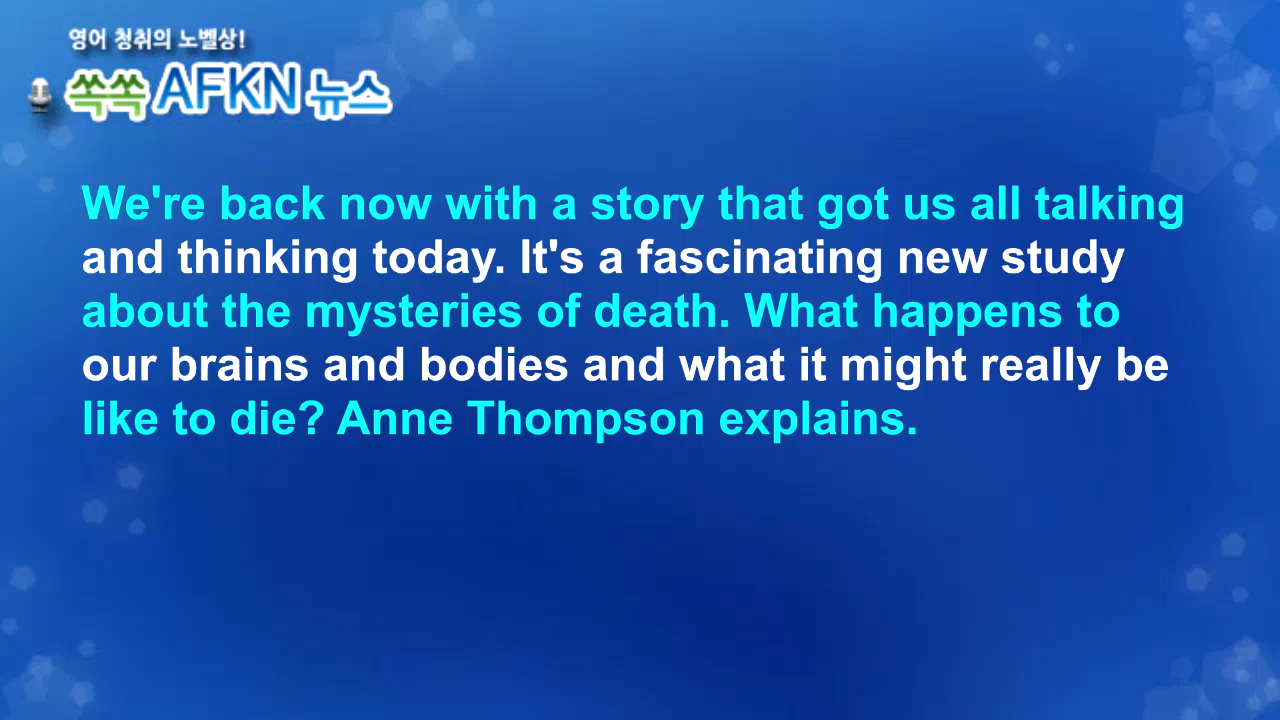 영어 청취의 노벨상!
쏙쏙 AFKN 뉴스
We're back now with a story that got us all talking
and thinking today. It's a fascinating new study
about the mysteries of death. What happens to
our brains and bodies and what it might really be
like to die? Anne Thompson explains.